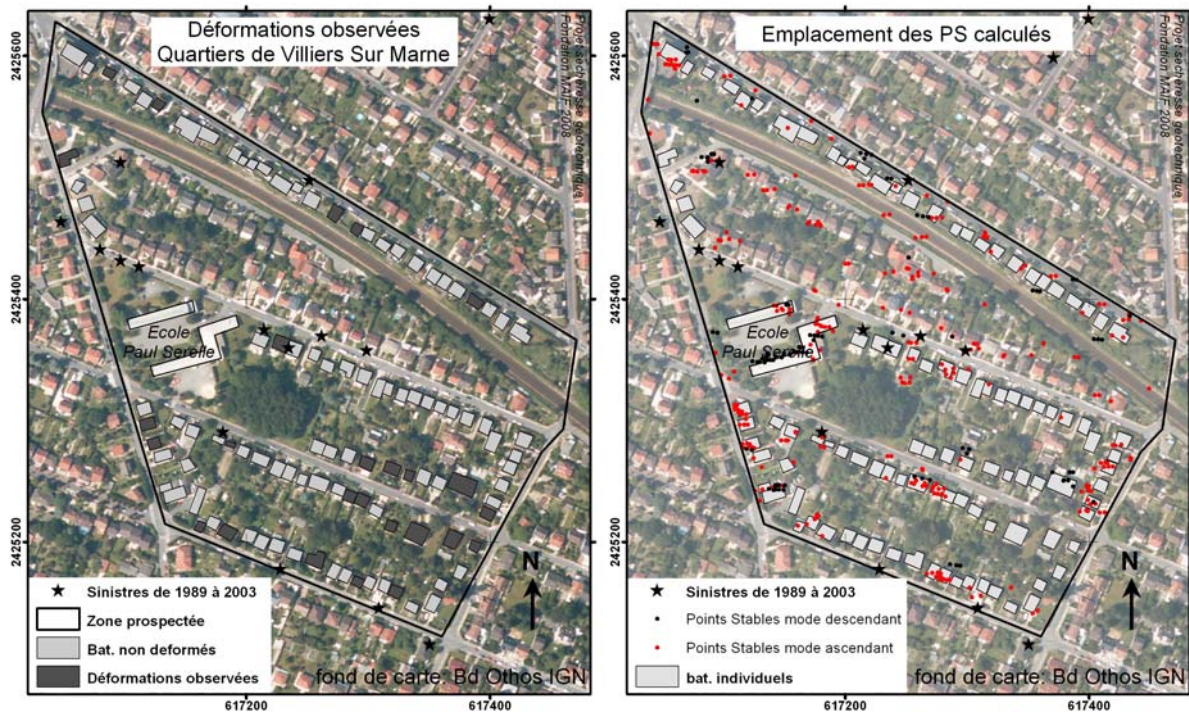 Déformations observées
Quartiers de Villiers Sur Marne
Projet sécheresse géotechnique
Fondation MAIF 2008
2425600
2425400
2425200
Ecole
Paul Serelle
N
Sinistres de 1989 à 2003
Zone prospectée
Bat. non deformés
Déformations observées
fond de carte: Bd Othos IGN
617200
617400
Emplacement des PS calculés
Projet sécheresse géotechnique
Fondation MAIF 2008
2425600
2425400
2425200
Ecole
Paul Serelle
N
Sinistres de 1989 à 2003
Points Stables mode descendant
Points Stables mode ascendant
bat. individuels
fond de carte: Bd Othos IGN
617200
617400